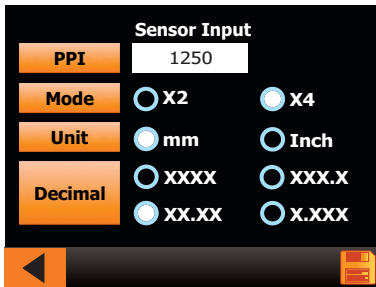 Sensor Input
PPI 1250
Mode X2 X4
Unit mm Inch
Decimal XXXX XXX.X
XX.XX X.XXX